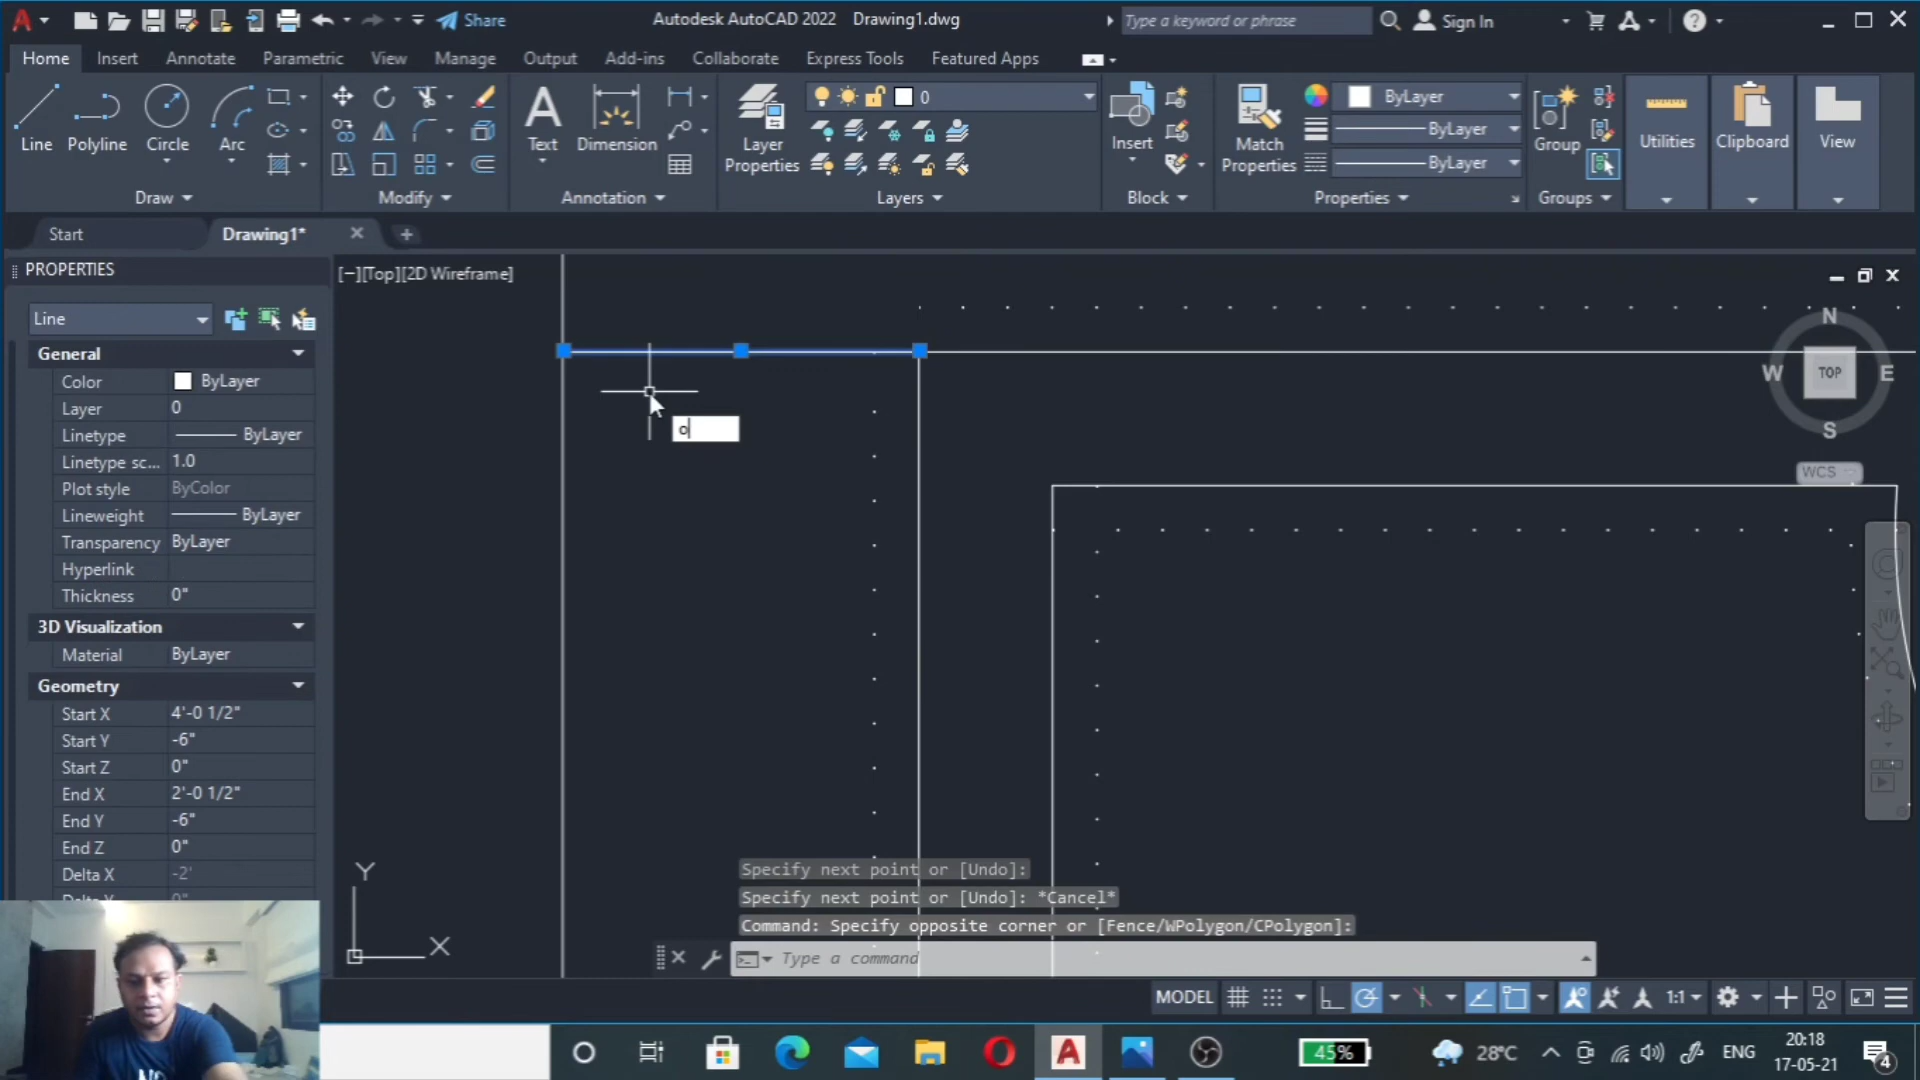 Share
Autodesk AutoCAD 2022 Drawing1.dwg
Type a keyword or phrase
Sign In
Home Insert Annotate Parametric View Manage Output Add-ins Collaborate Express Tools Featured Apps
Line Polyline Circle Arc
Draw
Modify
Text Dimension
Annotation
Layer Properties
0
Layers
Insert
Block
Match Properties
ByLayer
ByLayer
ByLayer
Properties
Group
Groups
Utilities
Clipboard
View
Start Drawing1*
PROPERTIES
[−][Top][2D Wireframe]
Line
General
Color ByLayer
Layer 0
Linetype ByLayer
Linetype sc... 1.0
Plot style ByColor
Lineweight ByLayer
Transparency ByLayer
Hyperlink
Thickness 0"
3D Visualization
Material ByLayer
Geometry
Start X 4'-0 1/2"
Start Y -6"
Start Z 0"
End X 2'-0 1/2"
End Y -6"
End Z 0"
Delta X -2'
o
N
W TOP E
S
WCS
Y
X
Specify next point or [Undo]:
Specify next point or [Undo]: *Cancel*
Command: Specify opposite corner or [Fence/WPolygon/CPolygon]:
Type a command
MODEL
1:1
45%
28°C
ENG
20:18
17-05-21
4